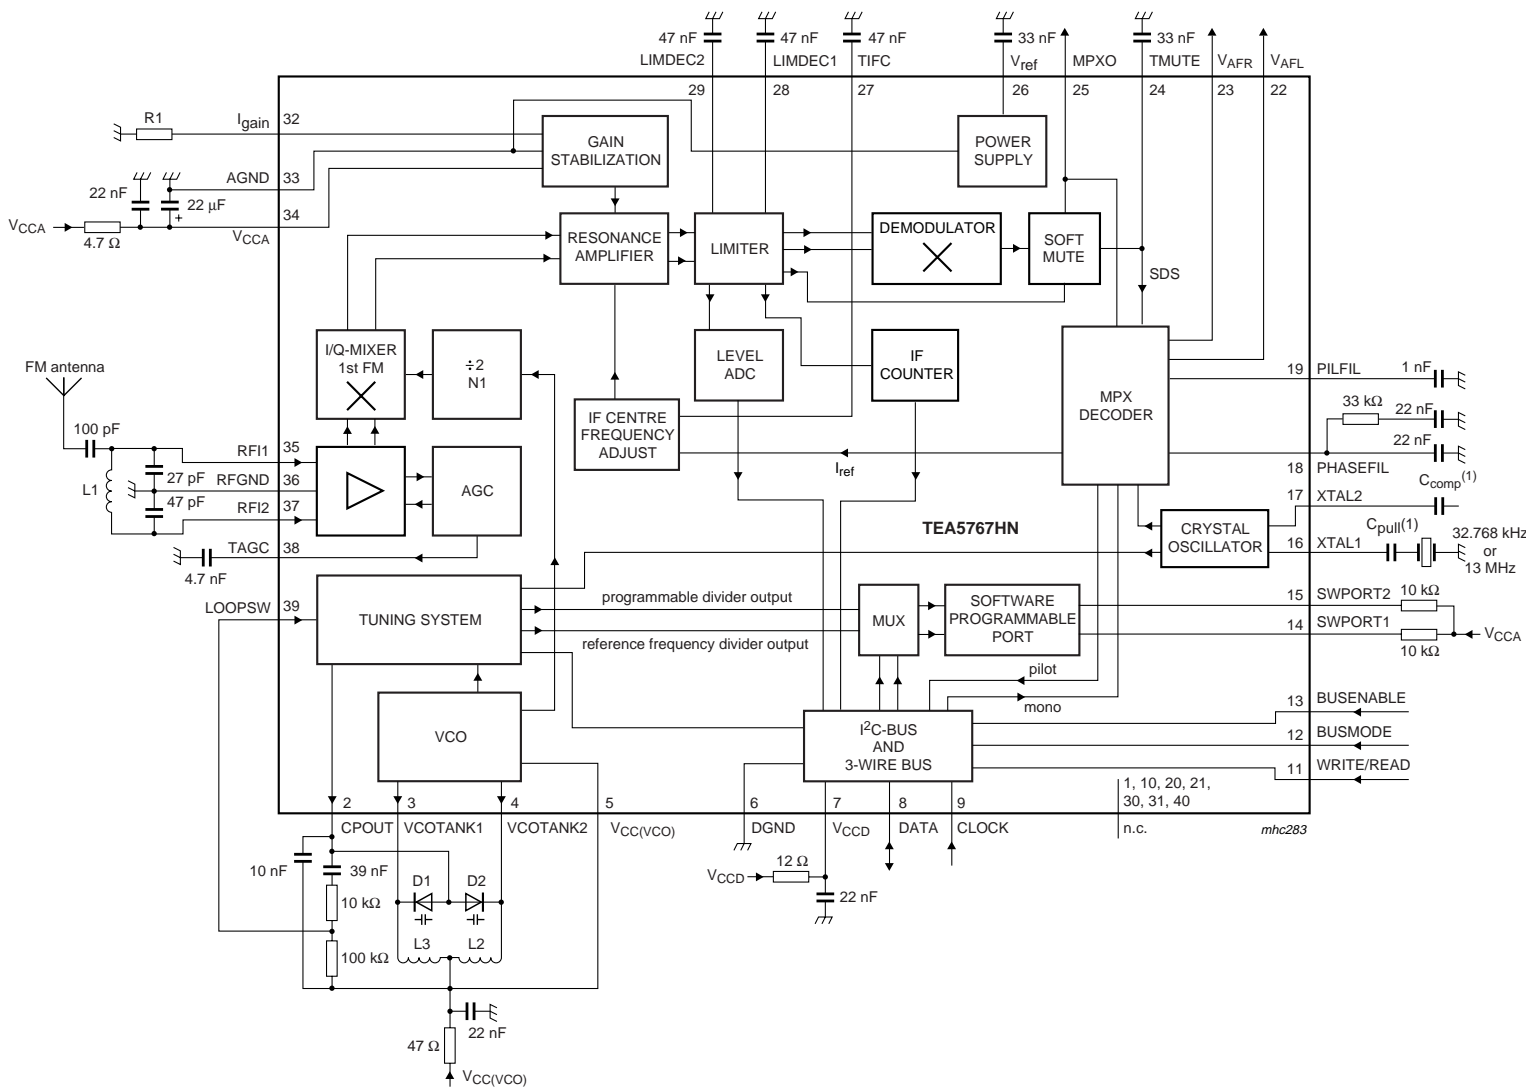 47 nF
47 nF
47 nF
33 nF
33 nF
LIMDEC2
LIMDEC1
TIFC
Vref
MPXO
TMUTE
VAFR
VAFL
29
28
27
26
25
24
23
22
R1
Igain
32
GAIN
STABILIZATION
POWER
SUPPLY
AGND
33
22 nF
22 µF
+
34
VCCA
4.7 Ω
VCCA
RESONANCE
AMPLIFIER
LIMITER
DEMODULATOR
SOFT
MUTE
SDS
I/Q-MIXER
1st FM
÷2
N1
LEVEL
ADC
IF
COUNTER
MPX
DECODER
FM antenna
19
PILFIL
1 nF
IF CENTRE
FREQUENCY
ADJUST
33 kΩ
22 nF
100 pF
35
RFI1
27 pF
RFGND
36
L1
47 pF
RFI2
37
AGC
Iref
22 nF
18
PHASEFIL
Ccomp(1)
17
XTAL2
TEA5767HN
CRYSTAL
OSCILLATOR
Cpull(1)
16
XTAL1
32.768 kHz
or
13 MHz
TAGC
38
4.7 nF
LOOPSW
39
TUNING SYSTEM
programmable divider output
reference frequency divider output
MUX
SOFTWARE
PROGRAMMABLE
PORT
15
SWPORT2
10 kΩ
14
SWPORT1
10 kΩ
VCCA
pilot
mono
VCO
I2C-BUS
AND
3-WIRE BUS
13
BUSENABLE
12
BUSMODE
11
WRITE/READ
1, 10, 20, 21,
30, 31, 40
2
3
4
5
6
7
8
9
CPOUT
VCOTANK1
VCOTANK2
VCC(VCO)
DGND
VCCD
DATA
CLOCK
n.c.
mhc283
10 nF
39 nF
D1
D2
10 kΩ
100 kΩ
L3
L2
VCCD
12 Ω
22 nF
22 nF
47 Ω
VCC(VCO)